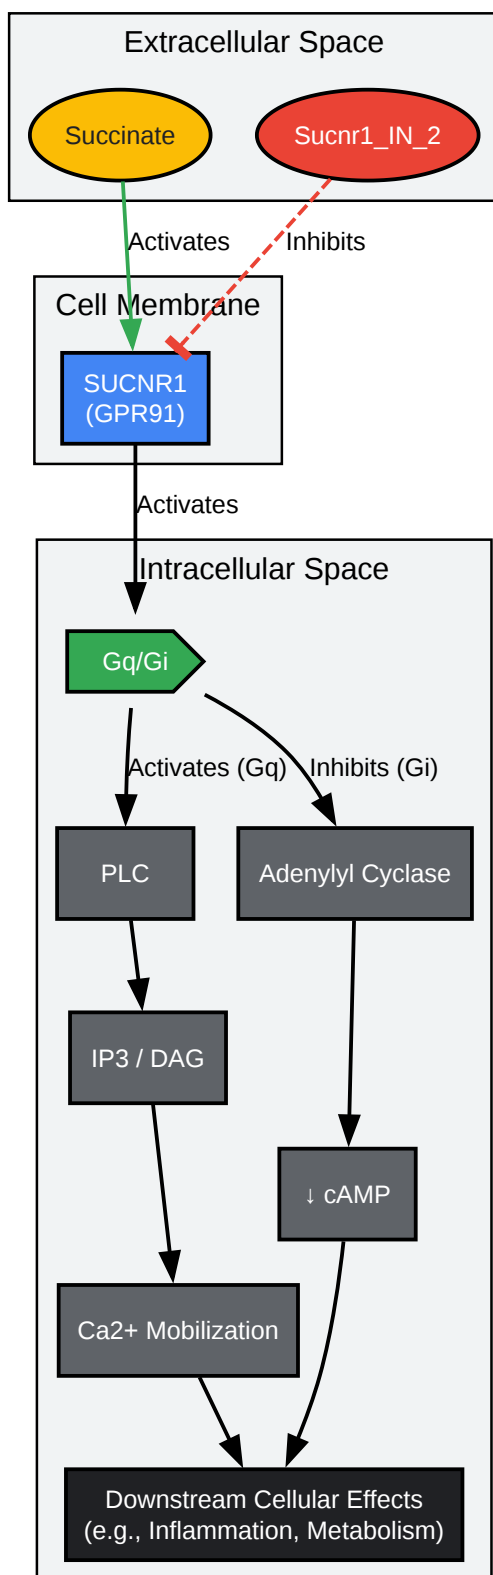 Extracellular Space
Succinate
Sucnr1_IN_2
Activates
Inhibits
Cell Membrane
SUCNR1
(GPR91)
Activates
Intracellular Space
Gq/Gi
Activates (Gq)
Inhibits (Gi)
PLC
Adenylyl Cyclase
IP3 / DAG
↓ cAMP
Ca2+ Mobilization
Downstream Cellular Effects
(e.g., Inflammation, Metabolism)